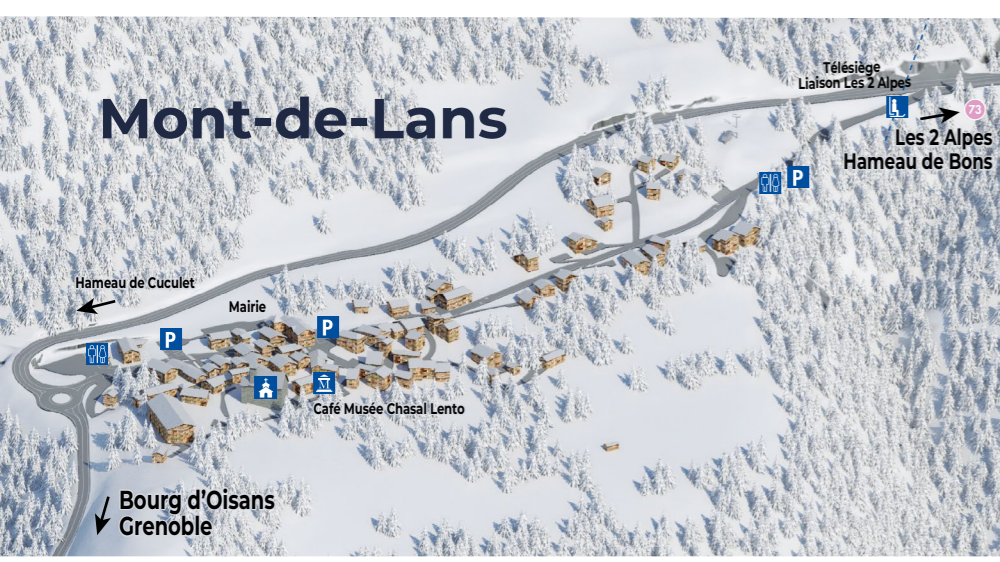 Mont-de-Lans
Télésiège
Liaison Les 2 Alpes
73
Les 2 Alpes
Hameau de Bons
P
Hameau de Cuculet
Mairie
P
P
Café Musée Chasal Lento
Bourg d'Oisans
Grenoble